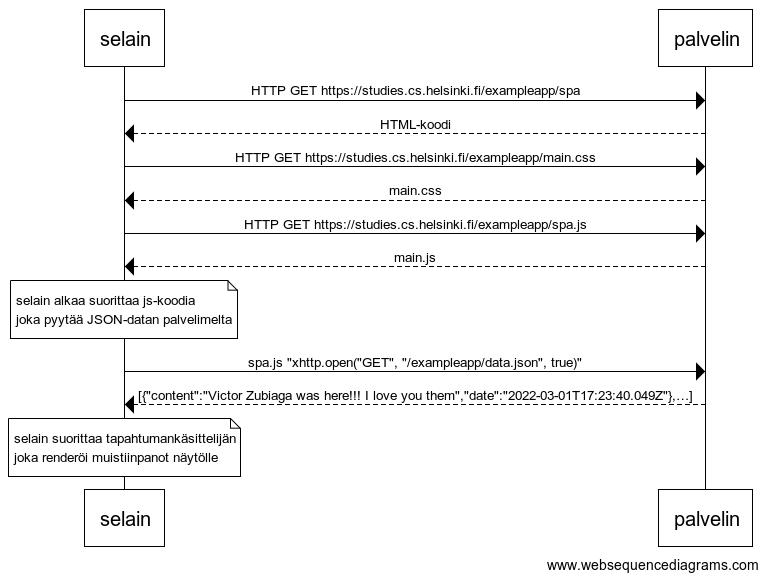 selain
palvelin
HTTP GET https://studies.cs.helsinki.fi/exampleapp/spa
HTML-koodi
HTTP GET https://studies.cs.helsinki.fi/exampleapp/main.css
main.css
HTTP GET https://studies.cs.helsinki.fi/exampleapp/spa.js
main.js
selain alkaa suorittaa js-koodia
joka pyytää JSON-datan palvelimelta
spa.js "xhttp.open("GET", "/exampleapp/data.json", true)"
[{"content":"Victor Zubiaga was here!!! I love you them","date":"2022-03-01T17:23:40.049Z"},…]
selain suorittaa tapahtumankäsittelijän
joka renderöi muistiinpanot näytölle
selain
palvelin
www.websequencediagrams.com